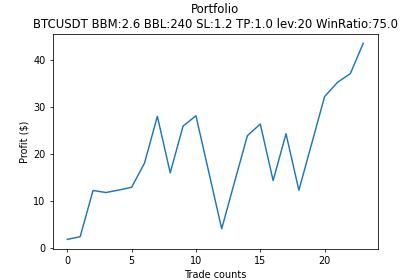 Portfolio
BTCUSDT BBM:2.6 BBL:240 SL:1.2 TP:1.0 lev:20 WinRatio:75.0
40
30
20
10
0
Profit ($)
0 5 10 15 20
Trade counts